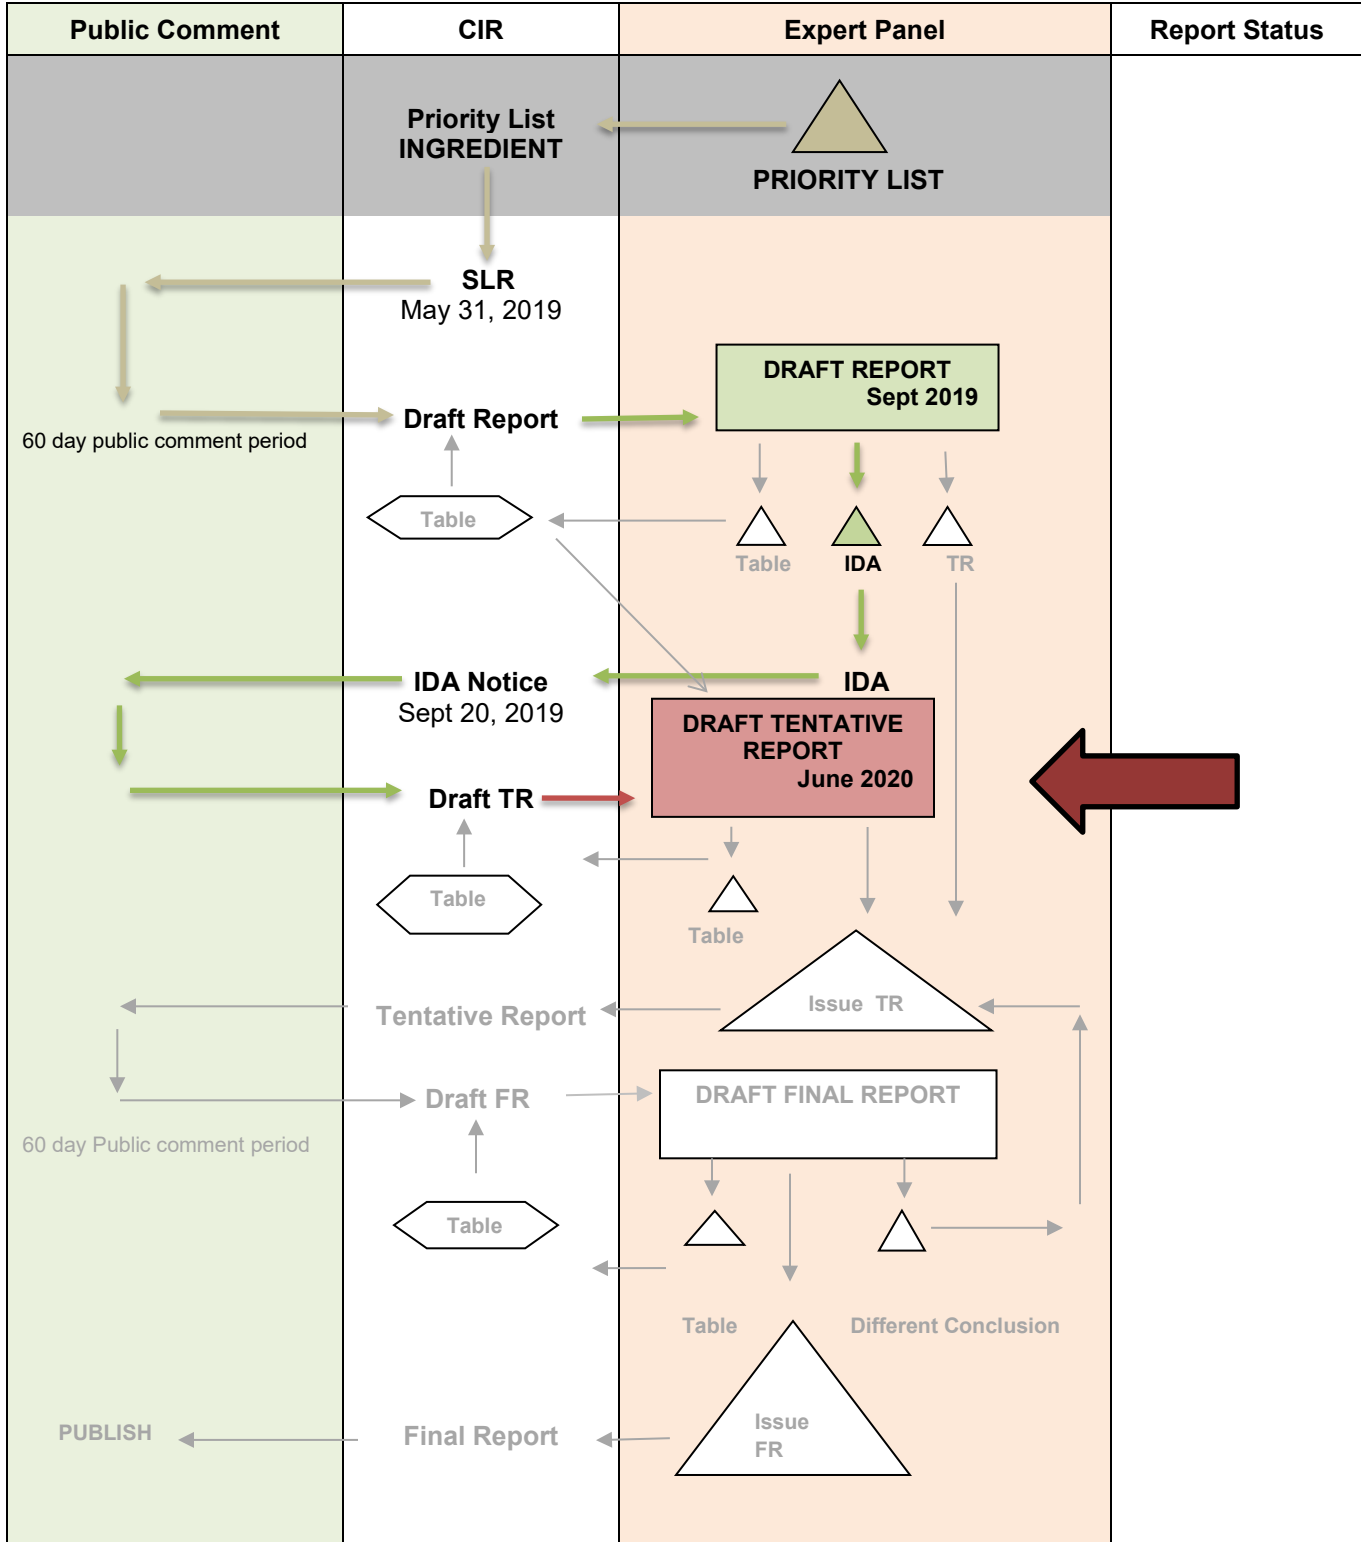 Public Comment
CIR
Expert Panel
Report Status
Priority List
INGREDIENT
PRIORITY LIST
SLR
May 31, 2019
DRAFT REPORT
Sept 2019
60 day public comment period
Draft Report
Table
Table
IDA
TR
IDA Notice
Sept 20, 2019
IDA
DRAFT TENTATIVE
REPORT
June 2020
Draft TR
Table
Table
Issue TR
Tentative Report
Draft FR
DRAFT FINAL REPORT
60 day Public comment period
Table
Table
Different Conclusion
PUBLISH
Final Report
Issue
FR